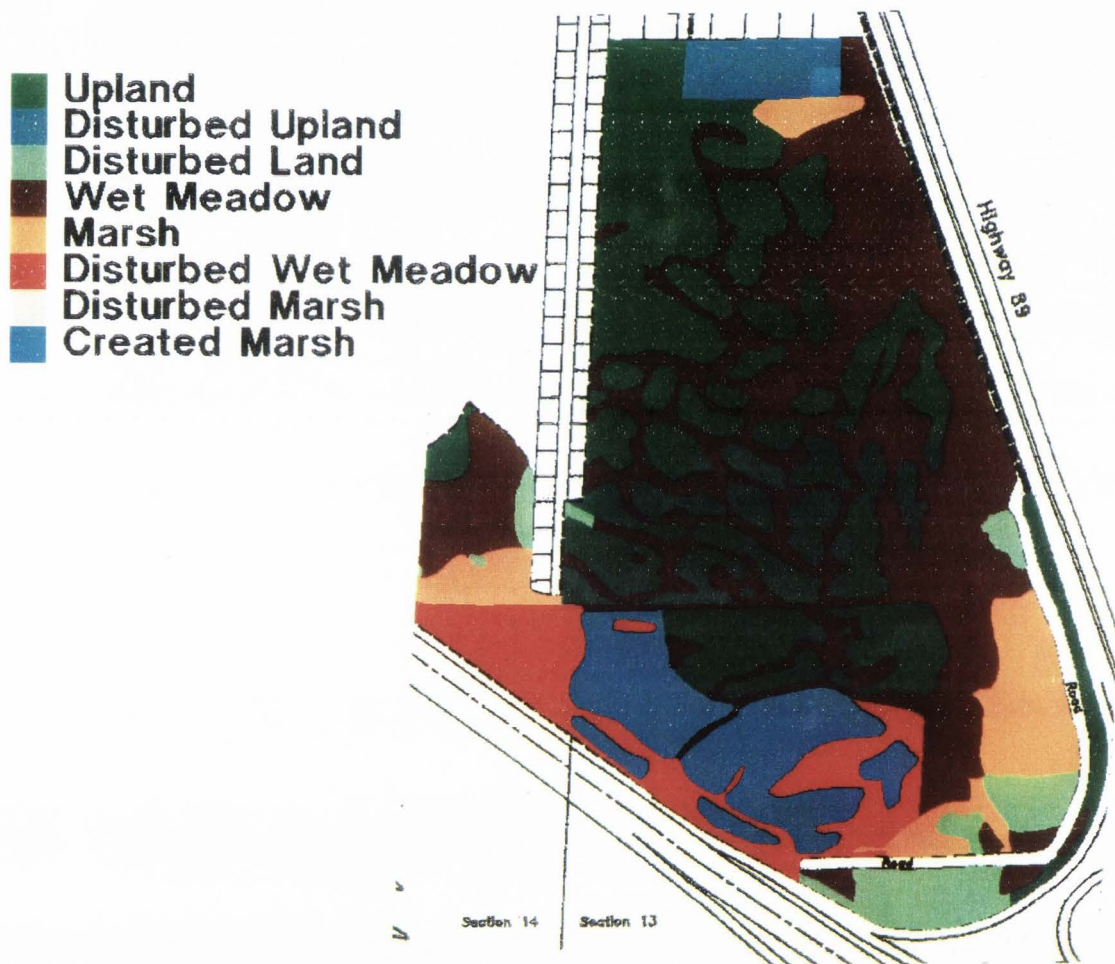 Upland
Disturbed Upland
Disturbed Land
Wet Meadow
Marsh
Disturbed Wet Meadow
Disturbed Marsh
Created Marsh
Highway 89
Road
Road
Section 14
Section 13